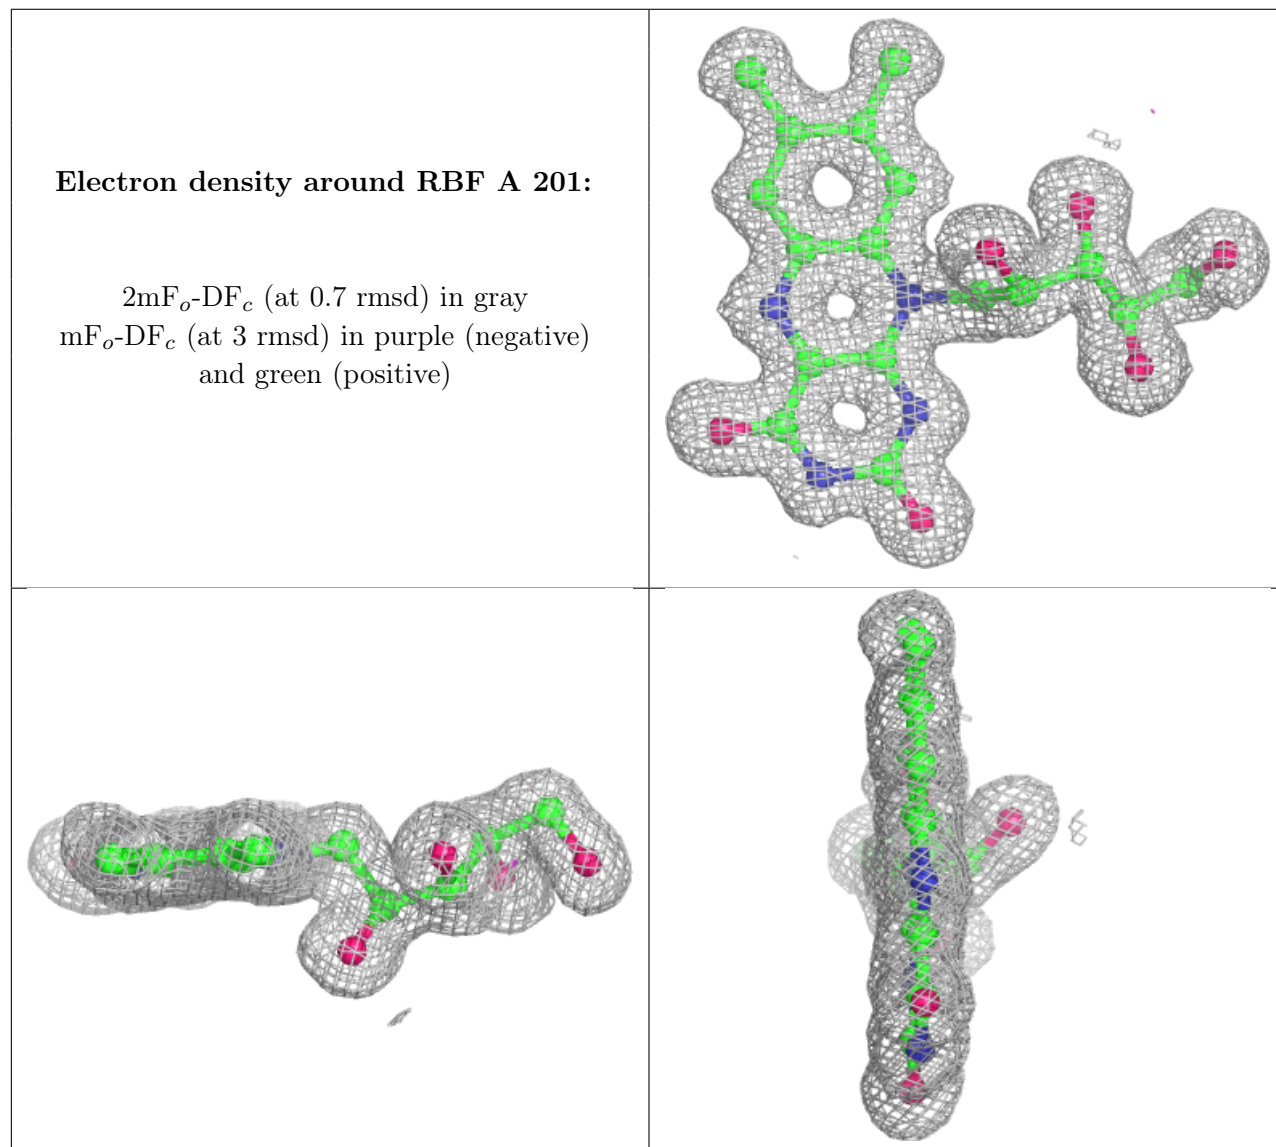 Electron density around RBF A 201:
2mFₒ-DF𝑐 (at 0.7 rmsd) in gray
mFₒ-DF𝑐 (at 3 rmsd) in purple (negative)
and green (positive)